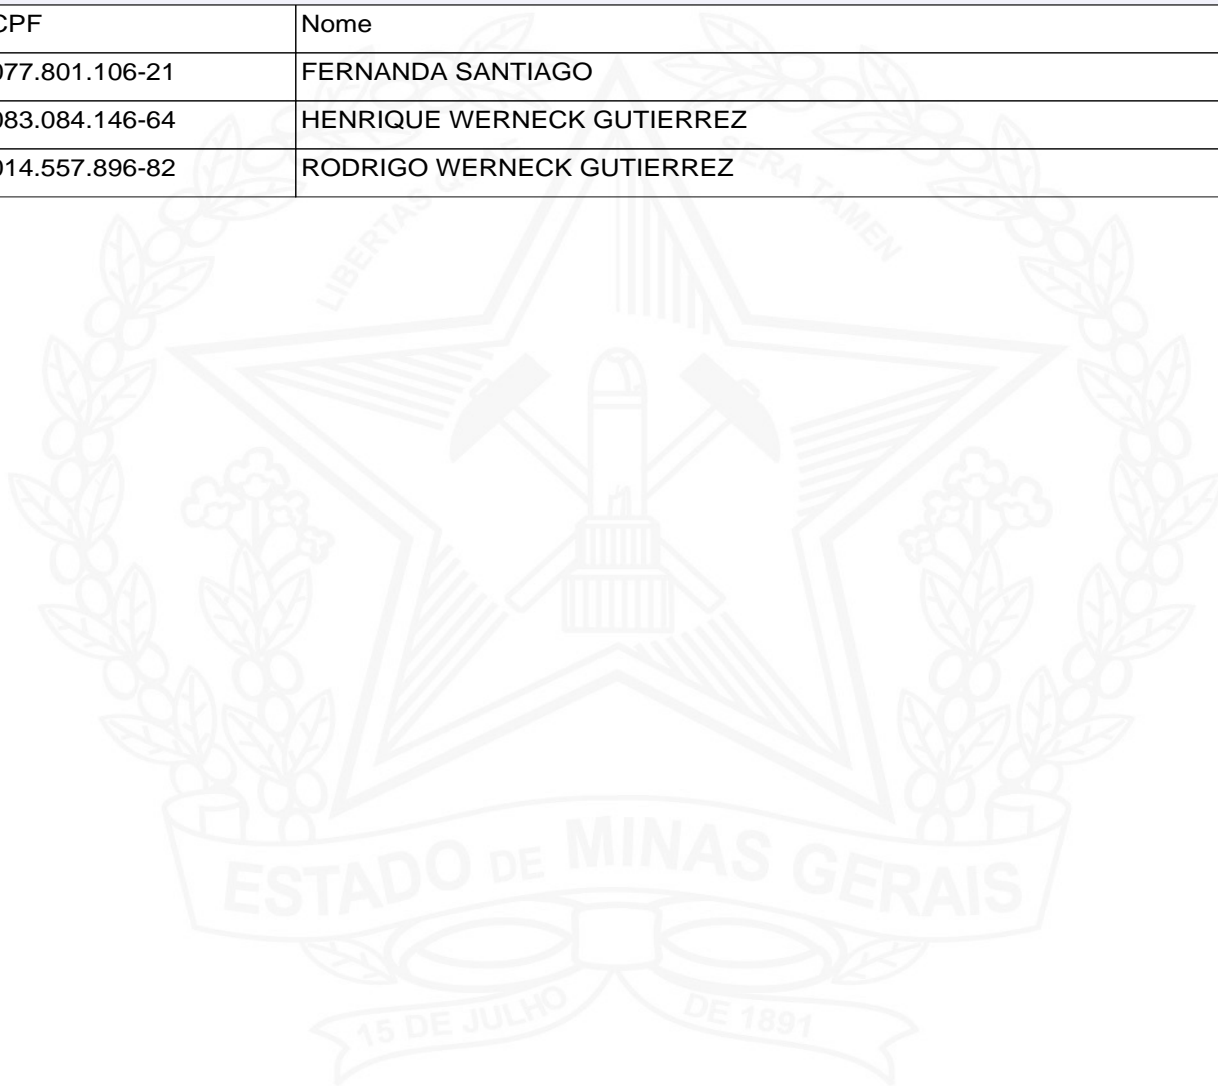 CPF Nome
077.801.106-21 FERNANDA SANTIAGO
083.084.146-64 HENRIQUE WERNECK GUTIERREZ
014.557.896-82 RODRIGO WERNECK GUTIERREZ
LIBERTAS QUE SERA TAMEN
ESTADO DE MINAS GERAIS
15 DE JULHO DE 1891